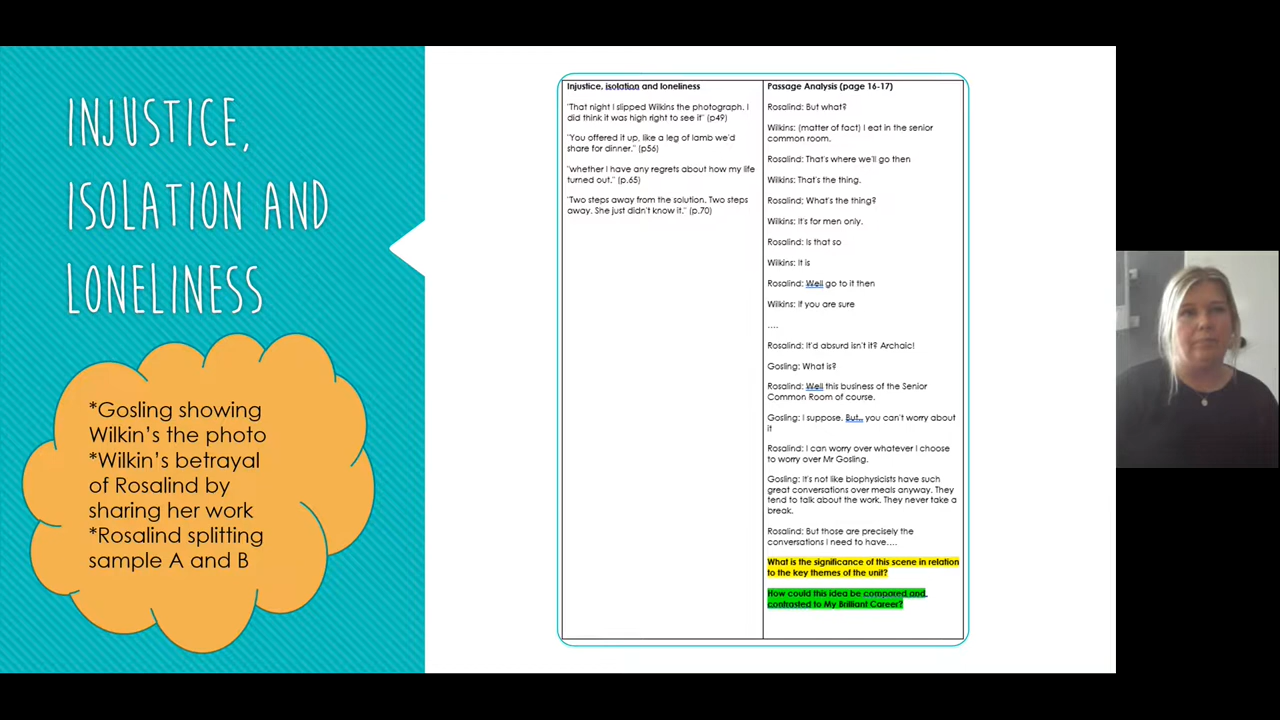 INJUSTICE,
ISOLATION AND
LONELINESS
*Gosling showing
Wilkin's the photo
*Wilkin's betrayal
of Rosalind by
sharing her work
*Rosalind splitting
sample A and B
Injustice, isolation and loneliness
"That night I slipped Wilkins the photograph. I
did think it was high right to see it" (p49)
"You offered it up, like a leg of lamb we'd
share for dinner." (p56)
"whether I have any regrets about how my life
turned out." (p.65)
"Two steps away from the solution. Two steps
away. She just didn't know it." (p.70)
Passage Analysis (page 16-17)
Rosalind: But what?
Wilkins: (matter of fact) I eat in the senior
common room.
Rosalind: That's where we'll go then
Wilkins: That's the thing.
Rosalind; What's the thing?
Wilkins: It's for men only.
Rosalind: Is that so
Wilkins: It is
Rosalind: Well go to it then
Wilkins: If you are sure
....
Rosalind: It'd absurd isn't it? Archaic!
Gosling: What is?
Rosalind: Well this business of the Senior
Common Room of course.
Gosling: I suppose. But.. you can't worry about
it
Rosalind: I can worry over whatever I choose
to worry over Mr Gosling.
Gosling: It's not like biophysicists have such
great conversations over meals anyway. They
tend to talk about the work. They never take a
break.
Rosalind: But those are precisely the
conversations I need to have....
What is the significance of this scene in relation
to the key themes of the unit?
How could this idea be compared and
contrasted to My Brilliant Career?